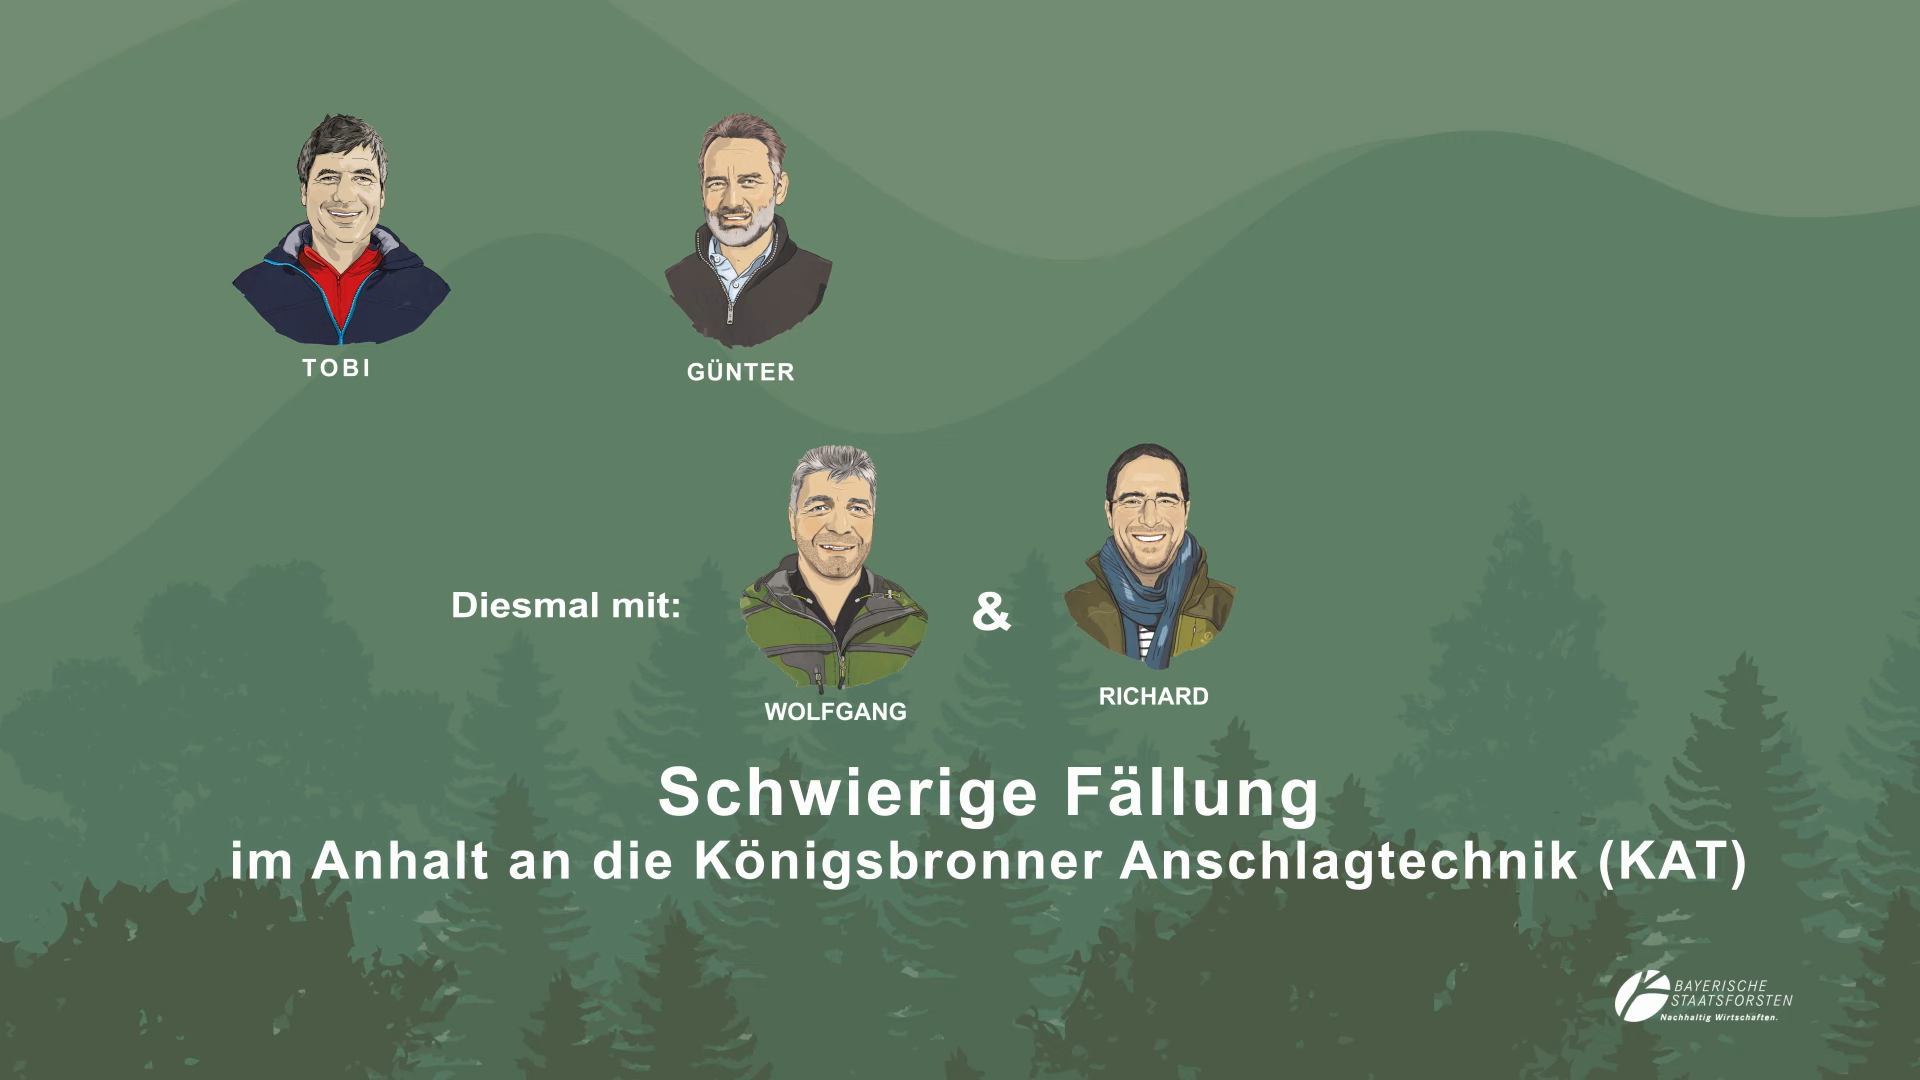 TOBI
GÜNTER
Diesmal mit:
&
WOLFGANG
RICHARD
Schwierige Fällung
im Anhalt an die Königsbronner Anschlagtechnik (KAT)
BAYERISCHE
STAATSFORSTEN
Nachhaltig Wirtschaften.